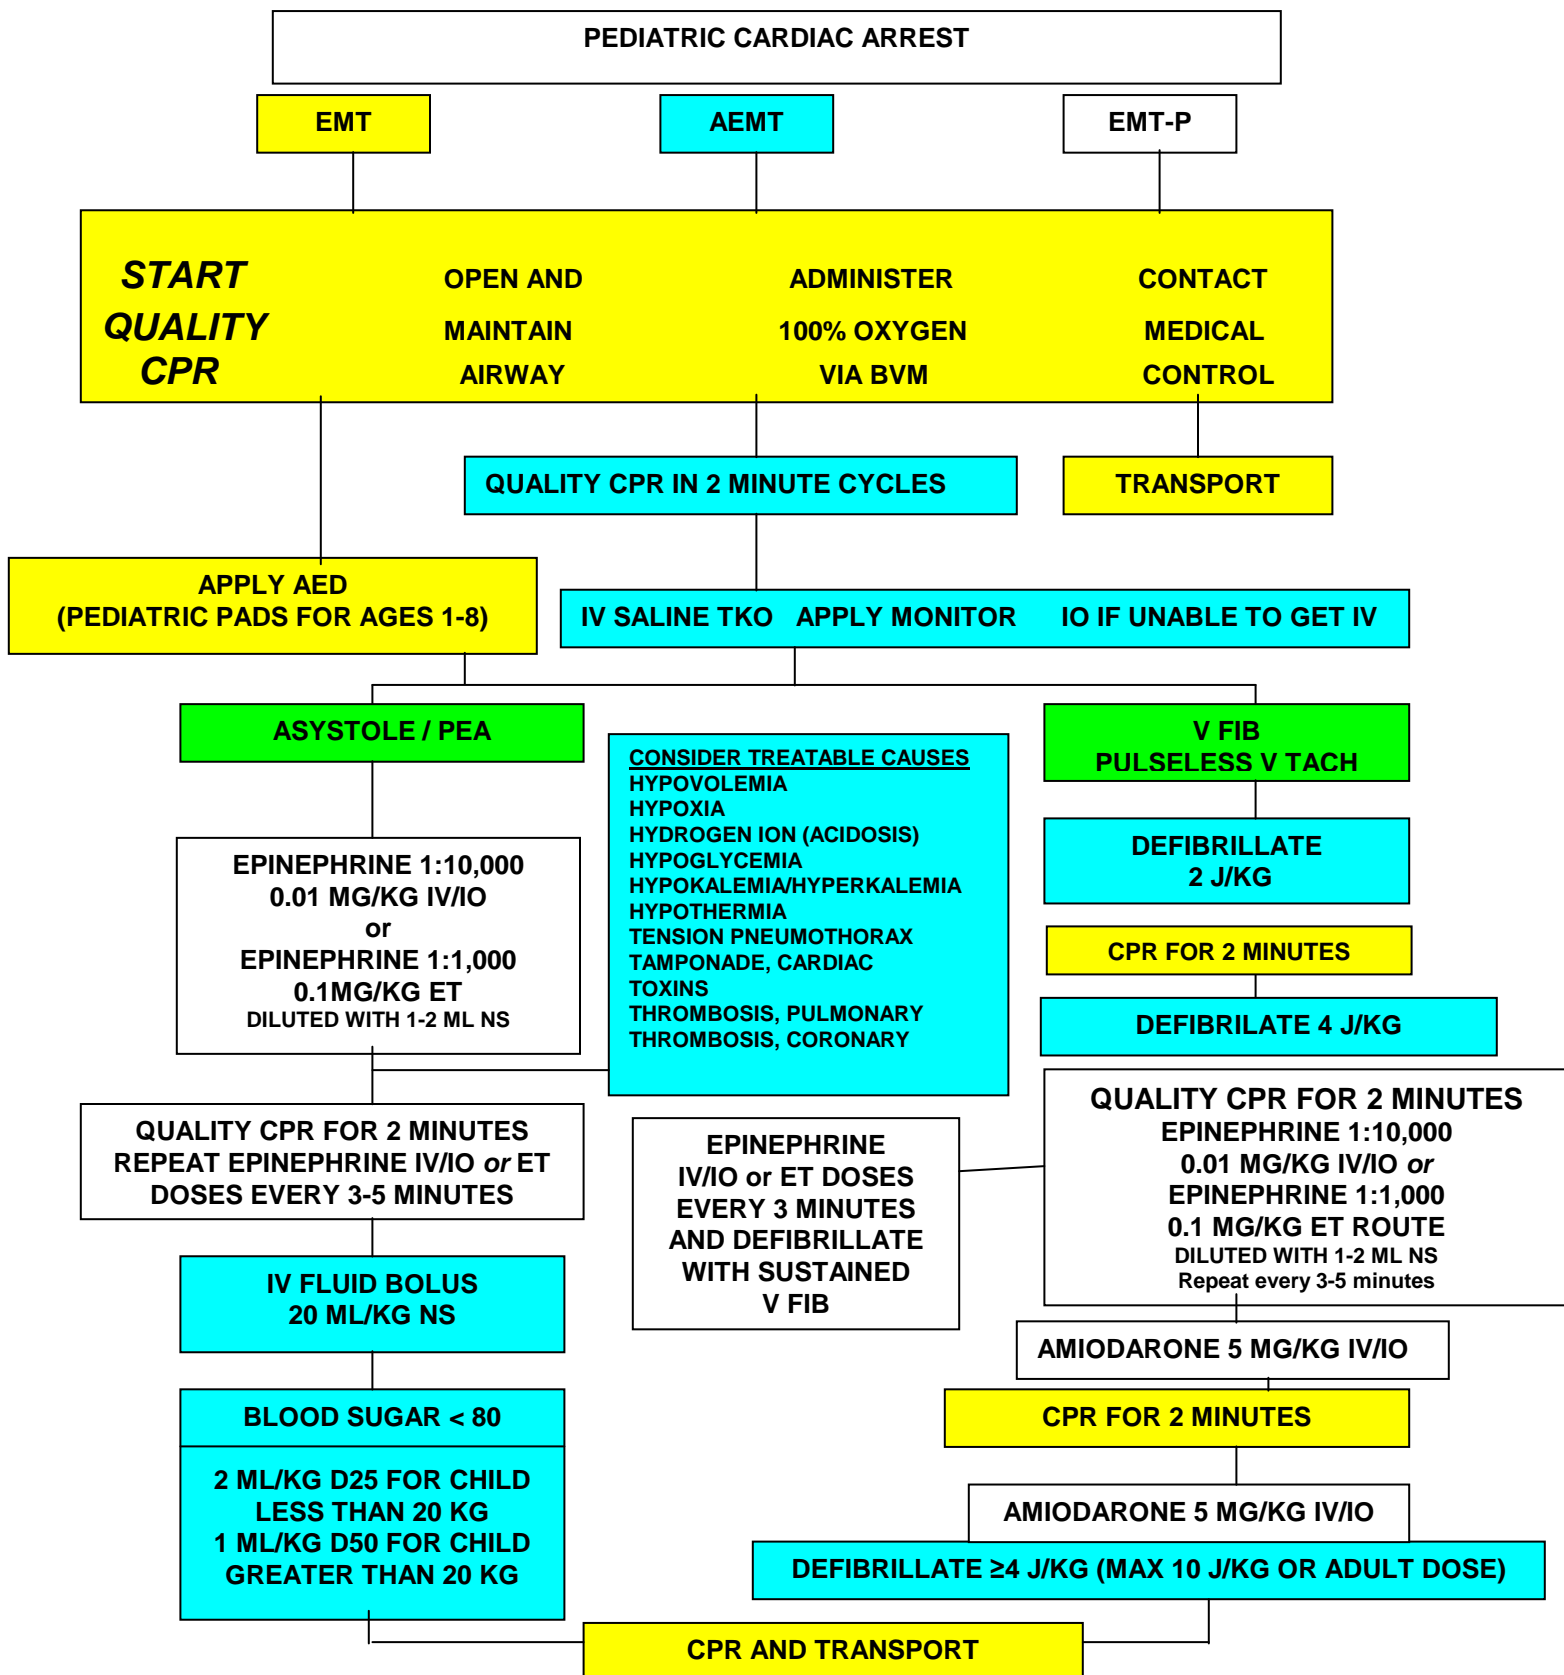 PEDIATRIC CARDIAC ARREST
EMT
AEMT
EMT-P
START
QUALITY
CPR
OPEN AND
MAINTAIN
AIRWAY
ADMINISTER
100% OXYGEN
VIA BVM
CONTACT
MEDICAL
CONTROL
QUALITY CPR IN 2 MINUTE CYCLES
TRANSPORT
APPLY AED
(PEDIATRIC PADS FOR AGES 1-8)
IV SALINE TKO APPLY MONITOR IO IF UNABLE TO GET IV
ASYSTOLE / PEA
EPINEPHRINE 1:10,000
0.01 MG/KG IV/IO
or
EPINEPHRINE 1:1,000
0.1MG/KG ET
DILUTED WITH 1-2 ML NS
CONSIDER TREATABLE CAUSES
HYPOVOLEMIA
HYPOXIA
HYDROGEN ION (ACIDOSIS)
HYPOGLYCEMIA
HYPOKALEMIA/HYPERKALEMIA
HYPOTHERMIA
TENSION PNEUMOTHORAX
TAMPONADE, CARDIAC
TOXINS
THROMBOSIS, PULMONARY
THROMBOSIS, CORONARY
QUALITY CPR FOR 2 MINUTES
REPEAT EPINEPHRINE IV/IO or ET
DOSES EVERY 3-5 MINUTES
IV FLUID BOLUS
20 ML/KG NS
BLOOD SUGAR < 80
2 ML/KG D25 FOR CHILD
LESS THAN 20 KG
1 ML/KG D50 FOR CHILD
GREATER THAN 20 KG
V FIB
PULSELESS V TACH
DEFIBRILLATE
2 J/KG
CPR FOR 2 MINUTES
DEFIBRILATE 4 J/KG
QUALITY CPR FOR 2 MINUTES
EPINEPHRINE 1:10,000
0.01 MG/KG IV/IO or
EPINEPHRINE 1:1,000
0.1 MG/KG ET ROUTE
DILUTED WITH 1-2 ML NS
Repeat every 3-5 minutes
EPINEPHRINE
IV/IO or ET DOSES
EVERY 3 MINUTES
AND DEFIBRILLATE
WITH SUSTAINED
V FIB
AMIODARONE 5 MG/KG IV/IO
CPR FOR 2 MINUTES
AMIODARONE 5 MG/KG IV/IO
DEFIBRILLATE ≥4 J/KG (MAX 10 J/KG OR ADULT DOSE)
CPR AND TRANSPORT